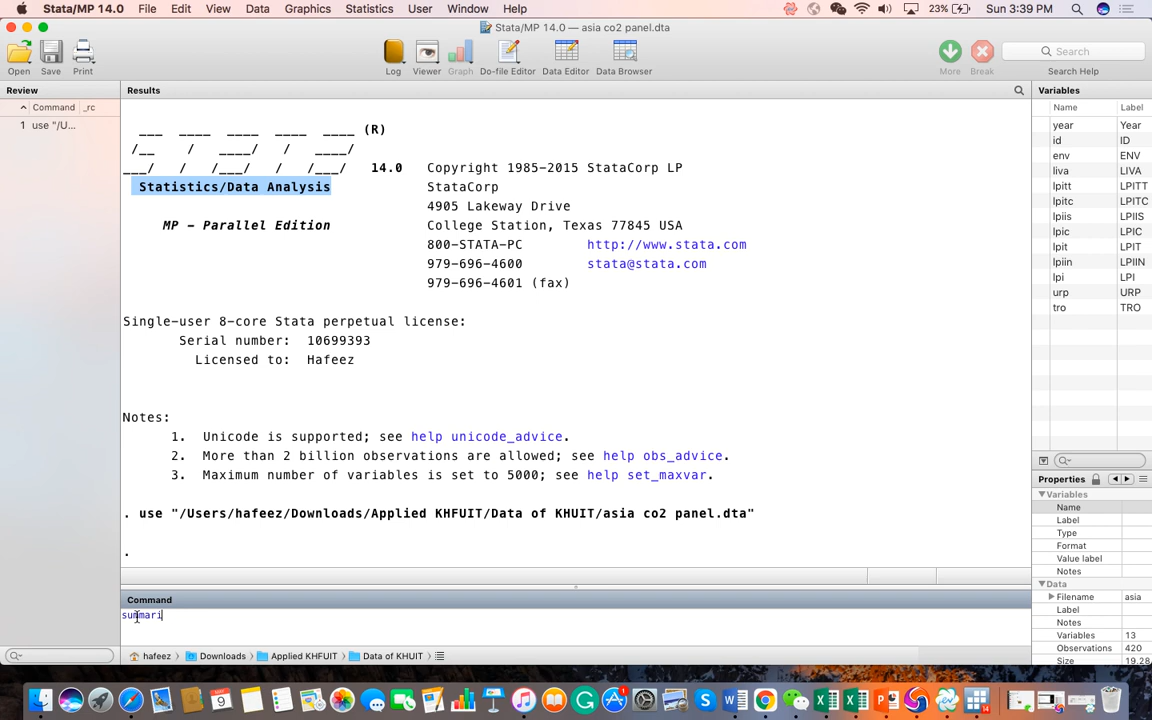 Stata/MP 14.0 File Edit View Data Graphics Statistics User Window Help 23% Sun 3:39 PM
Stata/MP 14.0 — asia co2 panel.dta
Open Save Print Log Viewer Graph Do-file Editor Data Editor Data Browser More Break Search
Search Help
Review
Command _rc
1 use "/U...
Results
(R)
14.0 Copyright 1985-2015 StataCorp LP
Statistics/Data Analysis StataCorp
4905 Lakeway Drive
MP - Parallel Edition College Station, Texas 77845 USA
800-STATA-PC http://www.stata.com
979-696-4600 stata@stata.com
979-696-4601 (fax)
Single-user 8-core Stata perpetual license:
Serial number: 10699393
Licensed to: Hafeez
Notes:
1. Unicode is supported; see help unicode_advice.
2. More than 2 billion observations are allowed; see help obs_advice.
3. Maximum number of variables is set to 5000; see help set_maxvar.
. use "/Users/hafeez/Downloads/Applied KHFUIT/Data of KHUIT/asia co2 panel.dta"
.
Command
summari
hafeez Downloads Applied KHFUIT Data of KHUIT
Variables
Name Label
year Year
id ID
env ENV
liva LIVA
lpitt LPITT
lpitc LPITC
lpiis LPIIS
lpic LPIC
lpit LPIT
lpiin LPIIN
lpi LPI
urp URP
tro TRO
Properties
Variables
Name
Label
Type
Format
Value label
Notes
Data
Filename asia
Label
Notes
Variables 13
Observations 420
Size 19.28